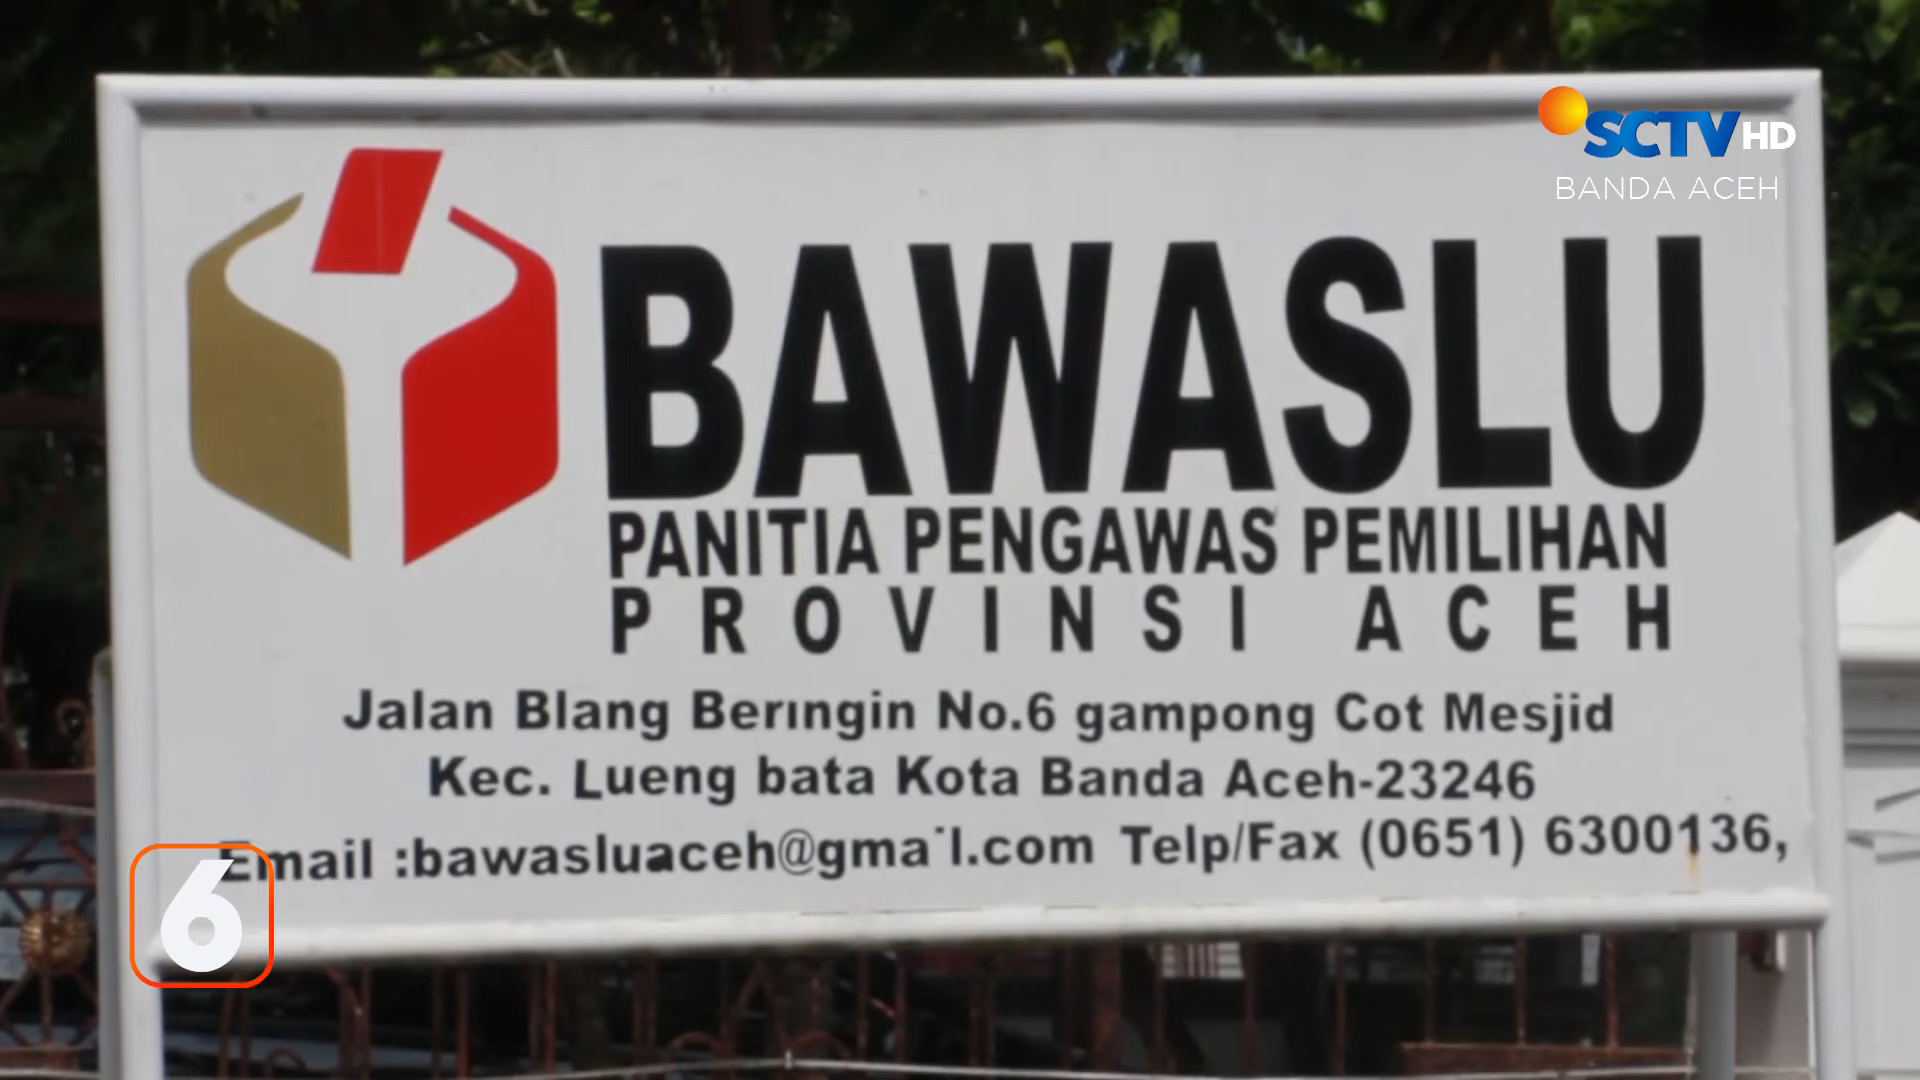 SCTV HD
BANDA ACEH
BAWASLU
PANITIA PENGAWAS PEMILIHAN
PROVINSI ACEH
Jalan Blang Beringin No.6 gampong Cot Mesjid
Kec. Lueng bata Kota Banda Aceh-23246
Email :bawasluaceh@gmail.com Telp/Fax (0651) 6300136,
6